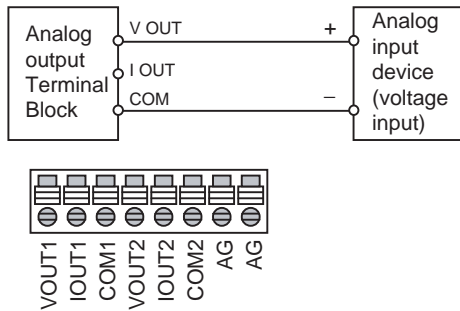 Analog
output
Terminal
Block
V OUT
I OUT
COM
+
–
Analog
input
device
(voltage
input)
VOUT1
IOUT1
COM1
VOUT2
IOUT2
COM2
AG
AG